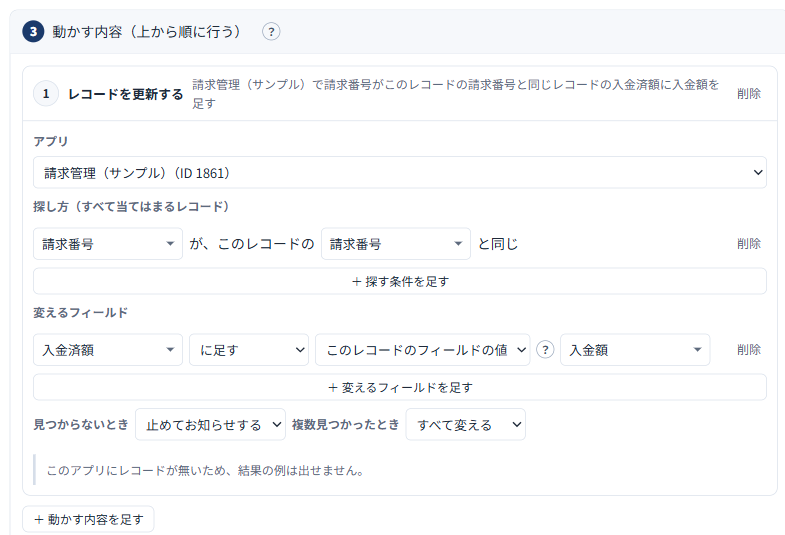 3 動かす内容（上から順に行う） ?
1 レコードを更新する 請求管理（サンプル）で請求番号がこのレコードの請求番号と同じレコードの入金済額に入金額を
足す 削除
アプリ
請求管理（サンプル）（ID 1861）
探し方（すべて当てはまるレコード）
請求番号 が、このレコードの 請求番号 と同じ 削除
＋ 探す条件を足す
変えるフィールド
入金済額 に足す このレコードのフィールドの値 ? 入金額 削除
＋ 変えるフィールドを足す
見つからないとき 止めてお知らせする 複数見つかったとき すべて変える
このアプリにレコードが無いため、結果の例は出せません。
＋ 動かす内容を足す